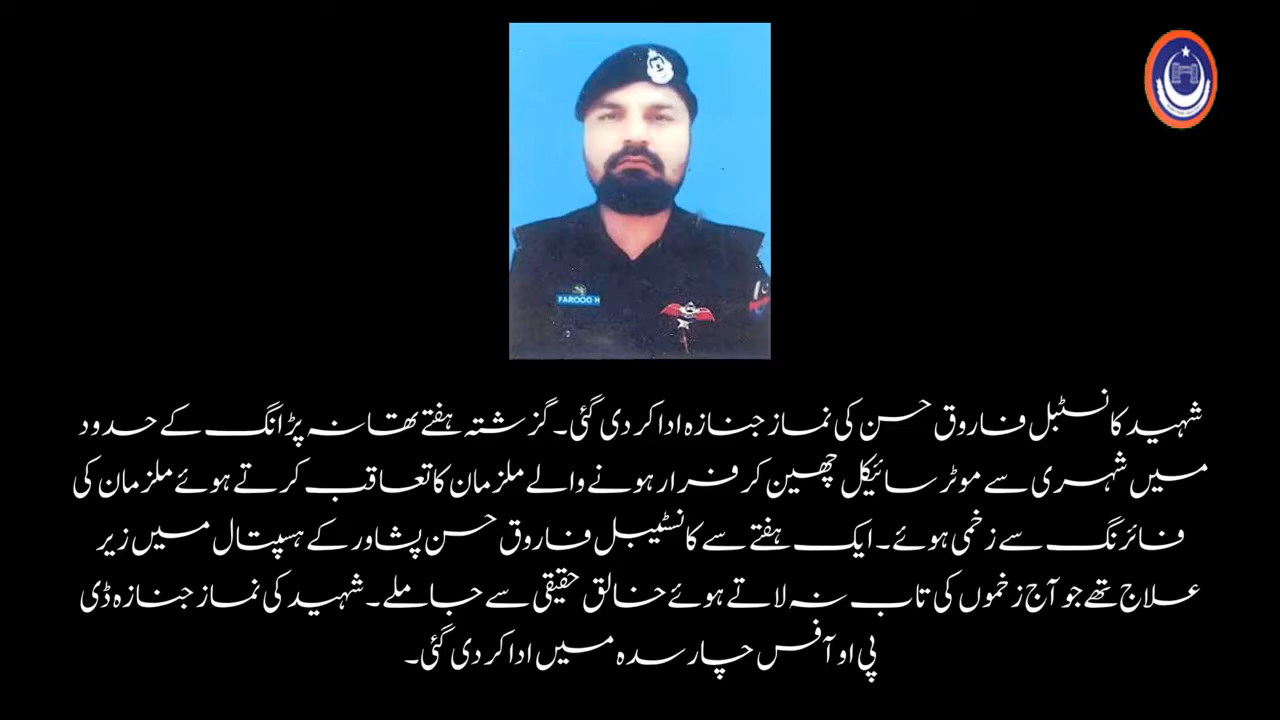 FAROOQ H
شہید کانسٹبل فاروق حسن کی نماز جنازہ ادا کر دی گئی۔ گزشتہ ہفتے تھانہ پڑانگ کے حدود
میں شہری سے موٹر سائیکل چھین کر فرار ہونے والے ملزمان کا تعاقب کرتے ہوئے ملزمان کی
فائرنگ سے زخمی ہوئے۔ ایک ہفتے سے کانسٹیبل فاروق حسن پشاور کے ہسپتال میں زیر
علاج تھے جو آج زخموں کی تاب نہ لاتے ہوئے خالق حقیقی سے جا ملے۔ شہید کی نماز جنازہ ڈی
پی او آفس چارسدہ میں ادا کر دی گئی۔